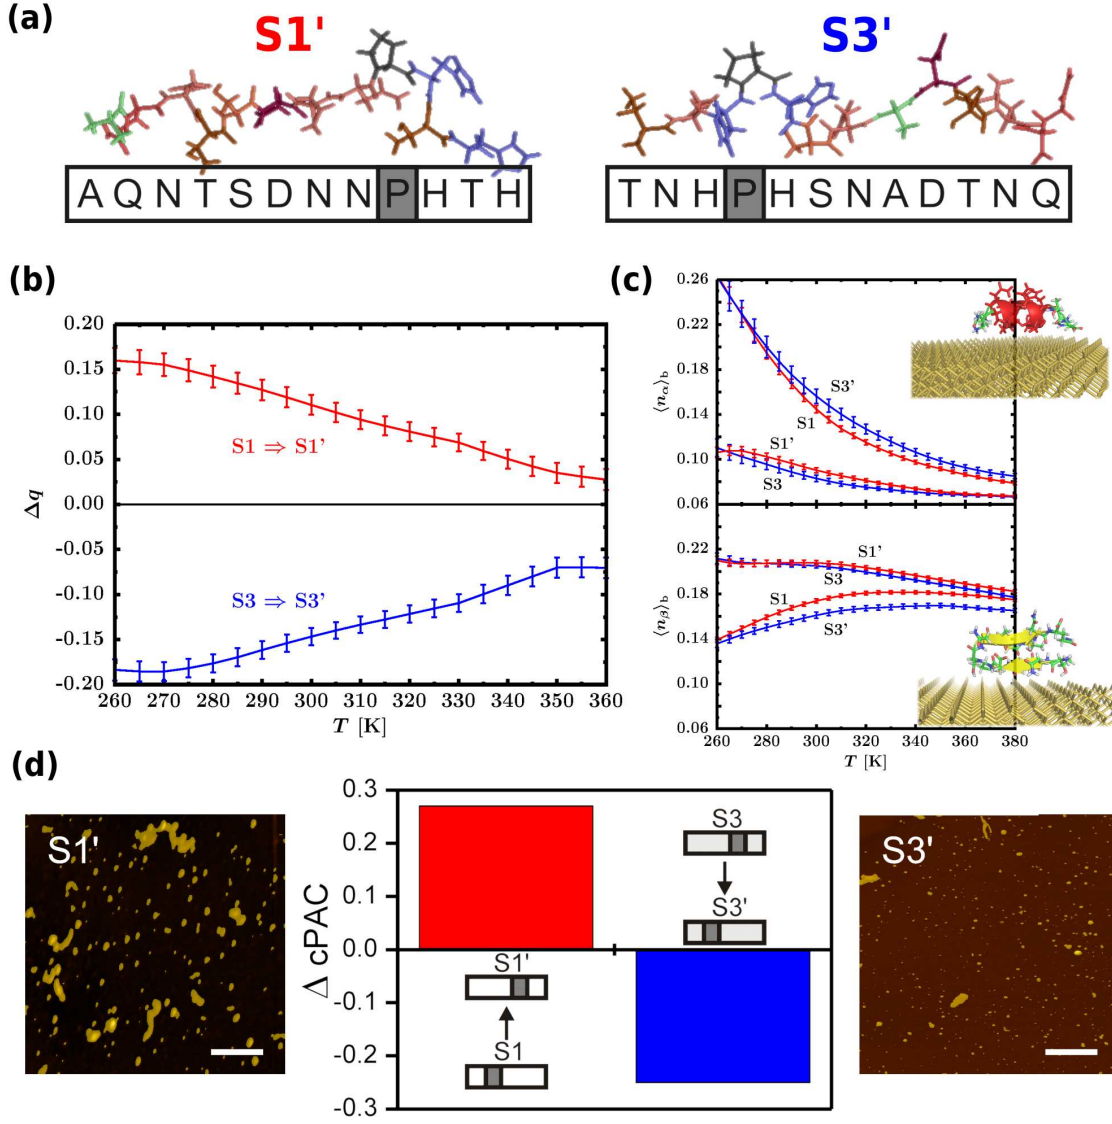 (a)
S1' S3'
A Q N T S D N N P H T H
T N H P H S N A D T N Q
(b)
0.20
0.15
0.10
0.05
0.00
-0.05
-0.10
-0.15
-0.20
Δq
S1 ⇒ S1'
S3 ⇒ S3'
260 270 280 290 300 310 320 330 340 350 360
T [K]
(c)
0.26
0.22
0.18
0.14
0.10
0.06
⟨nα⟩b
S3'
S1
S1'
S3
0.22
0.18
0.14
0.10
0.06
⟨nβ⟩b
S1'
S3
S1
S3'
260 280 300 320 340 360 380
T [K]
(d)
S1'
0.3
0.2
0.1
0.0
-0.1
-0.2
-0.3
Δ cPAC
S3
S3'
S1'
S1
S3'